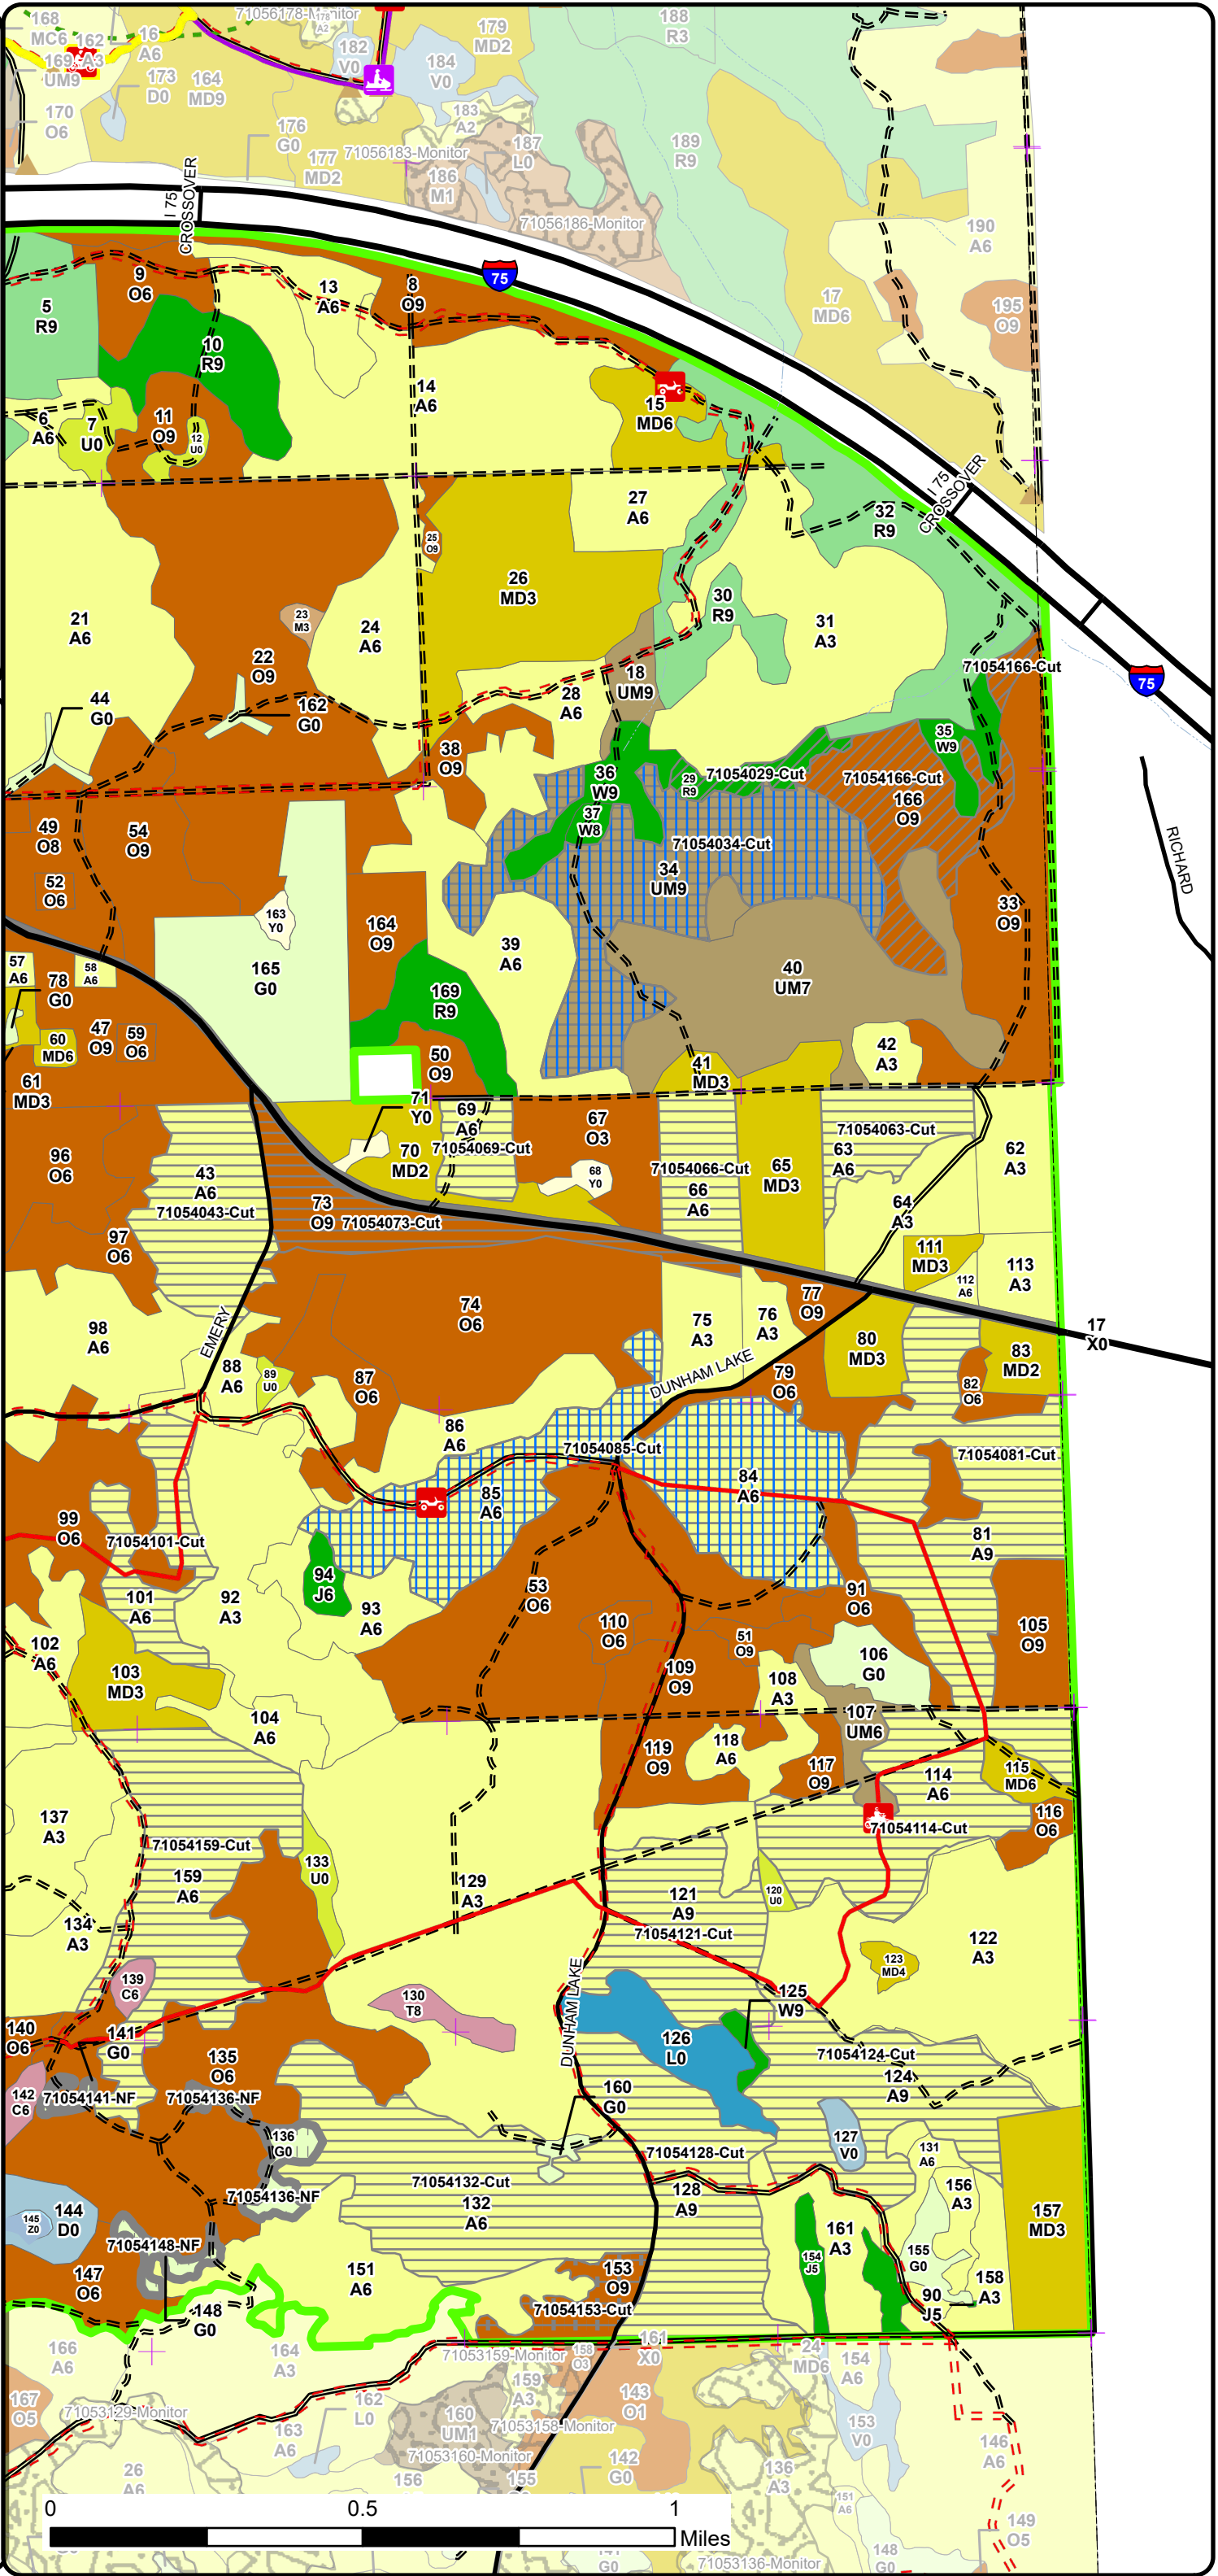 168
MC6
162
A3
169
UM9
170
O6
16
A6
173
D0
164
MD9
71056178-Monitor
178
A2
182
V0
179
MD2
184
V0
183
A2
188
R3
176
G0
177
MD2
71056183-Monitor
187
L0
186
M1
71056186-Monitor
189
R9
190
A6
17
MD6
195
O9
I 75
CROSSOVER
75
5
R9
9
O6
13
A6
8
O9
10
R9
14
A6
15
MD6
6
A6
7
U0
11
O9
12
U0
I 75
CROSSOVER
27
A6
32
R9
25
O9
26
MD3
30
R9
31
A3
21
A6
23
M3
24
A6
22
O9
18
UM9
28
A6
71054166-Cut
75
44
G0
162
G0
38
O9
35
W9
36
W9
29
R9
71054029-Cut
71054166-Cut
166
O9
37
W8
49
O8
54
O9
71054034-Cut
34
UM9
RICHARD
52
O6
163
Y0
164
O9
33
O9
39
A6
57
A6
58
A6
165
G0
40
UM7
78
G0
169
R9
47
O9
59
O6
60
MD6
50
O9
42
A3
41
MD3
61
MD3
71
Y0
69
A6
71054069-Cut
67
O3
71054063-Cut
63
A6
62
A3
96
O6
43
A6
71054043-Cut
70
MD2
68
Y0
71054066-Cut
66
A6
65
MD3
73
O9
71054073-Cut
64
A3
97
O6
111
MD3
112
A6
113
A3
74
O6
77
O9
75
A3
76
A3
17
X0
98
A6
EMERY
80
MD3
83
MD2
88
A6
89
U0
87
O6
DUNHAM LAKE
79
O6
82
O6
86
A6
71054085-Cut
71054081-Cut
85
A6
84
A6
99
O6
71054101-Cut
81
A9
94
J6
101
A6
92
A3
93
A6
53
O6
91
O6
110
O6
51
O9
105
O9
102
A6
103
MD3
109
O9
108
A3
106
G0
104
A6
107
UM6
119
O9
118
A6
117
O9
114
A6
115
MD6
137
A3
71054159-Cut
71054114-Cut
116
O6
159
A6
133
U0
129
A3
121
A9
120
U0
134
A3
71054121-Cut
122
A3
123
MD4
139
C6
130
T8
125
W9
DUNHAM LAKE
140
O6
141
G0
135
O6
126
L0
71054124-Cut
124
A9
142
C6
71054141-NF
71054136-NF
160
G0
136
G0
127
V0
131
A6
71054128-Cut
71054132-Cut
132
A6
128
A9
156
A3
71054136-NF
145
Z0
144
D0
161
A3
157
MD3
71054148-NF
154
J5
155
G0
147
O6
151
A6
153
O9
158
A3
71054153-Cut
90
J5
148
G0
166
A6
164
A3
71053159-Monitor
158
O3
161
X0
24
MD6
154
A6
167
O5
71053129-Monitor
162
L0
159
A3
143
O1
163
A6
160
UM1
71053158-Monitor
153
V0
146
A6
71053160-Monitor
26
A6
156
155
142
G0
136
A3
151
A6
149
O5
148
G0
G0
71053136-Monitor
0
0.5
1
Miles